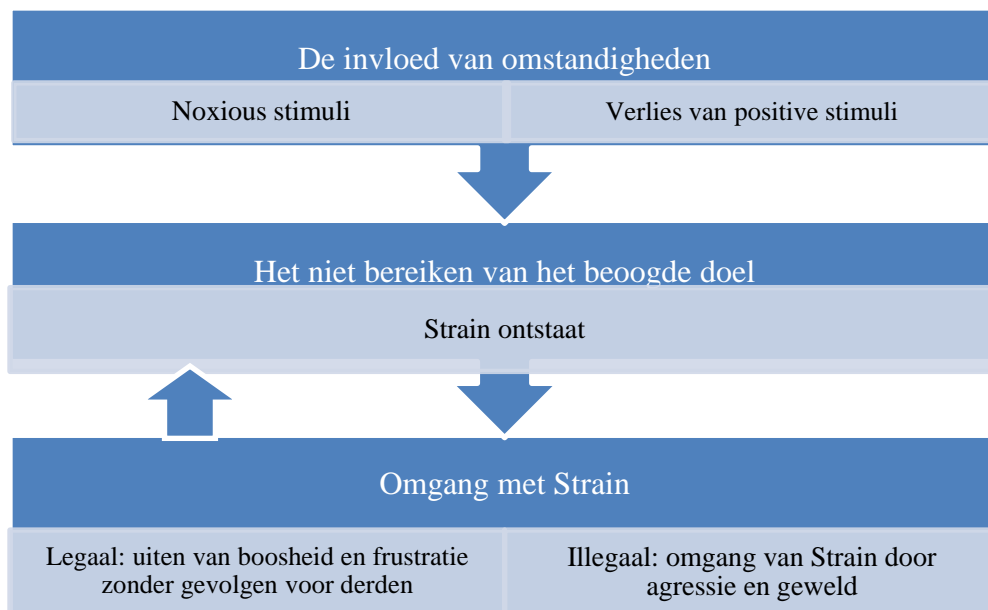 De invloed van omstandigheden
Noxious stimuli
Verlies van positive stimuli
Het niet bereiken van het beoogde doel
Strain ontstaat
Omgang met Strain
Legaal: uiten van boosheid en frustratie
zonder gevolgen voor derden
Illegaal: omgang van Strain door
agressie en geweld